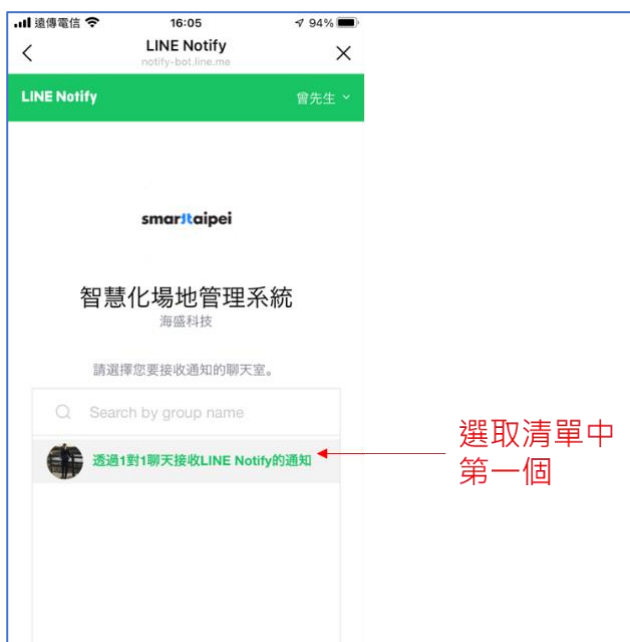 遠傳電信 16:05 94%
LINE Notify
notify-bot.line.me
LINE Notify 曾先生
smarttaipei
智慧化場地管理系統
海盛科技
請選擇您要接收通知的聊天室。
Search by group name
透過1對1聊天接收LINE Notify的通知
選取清單中
第一個